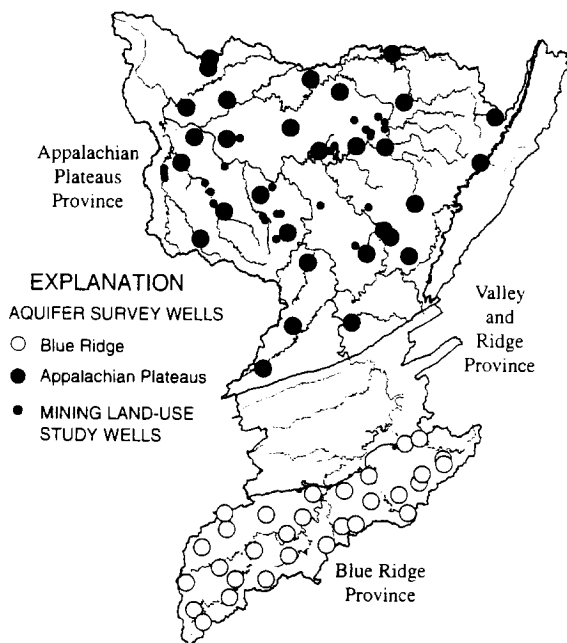 Appalachian
Plateaus
Province
EXPLANATION
AQUIFER SURVEY WELLS
Blue Ridge
Appalachian Plateaus
MINING LAND-USE
STUDY WELLS
Valley
and
Ridge
Province
Blue Ridge
Province